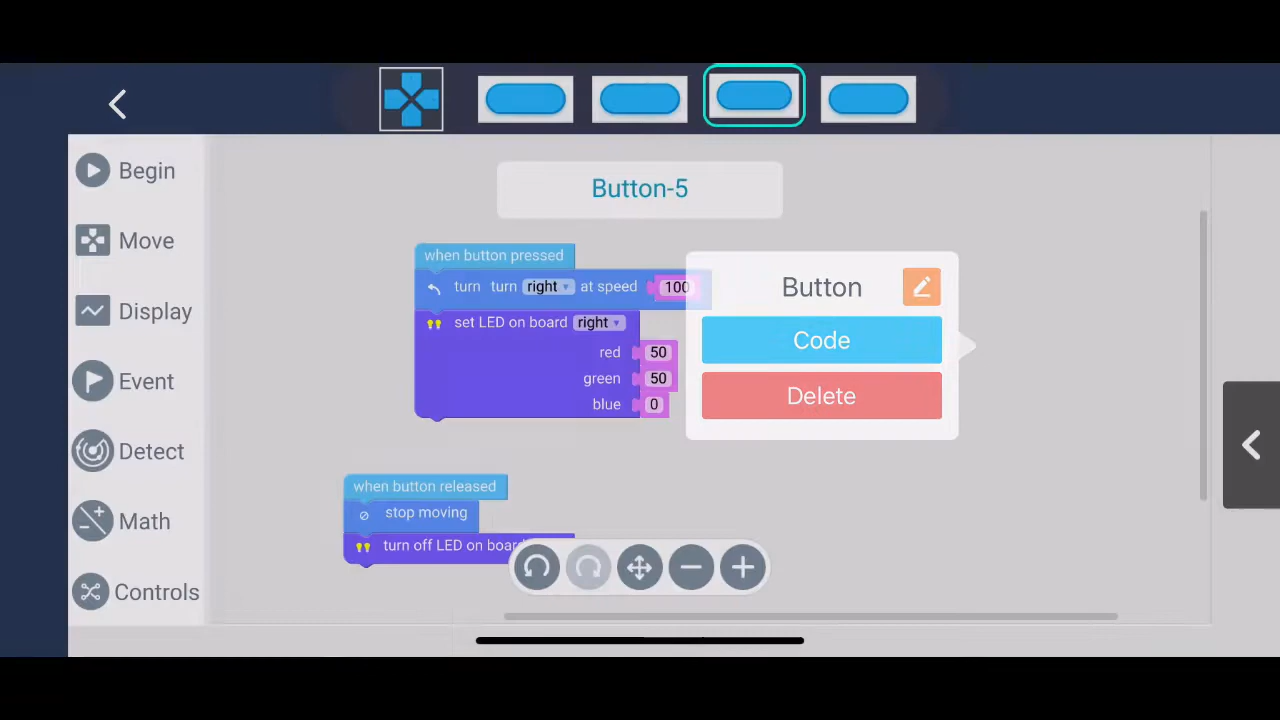 Begin
Move
Display
Event
Detect
Math
Controls
Button-5
when button pressed
turn turn right at speed 100
set LED on board right
red 50
green 50
blue 0
Button
Code
Delete
when button released
stop moving
turn off LED on board